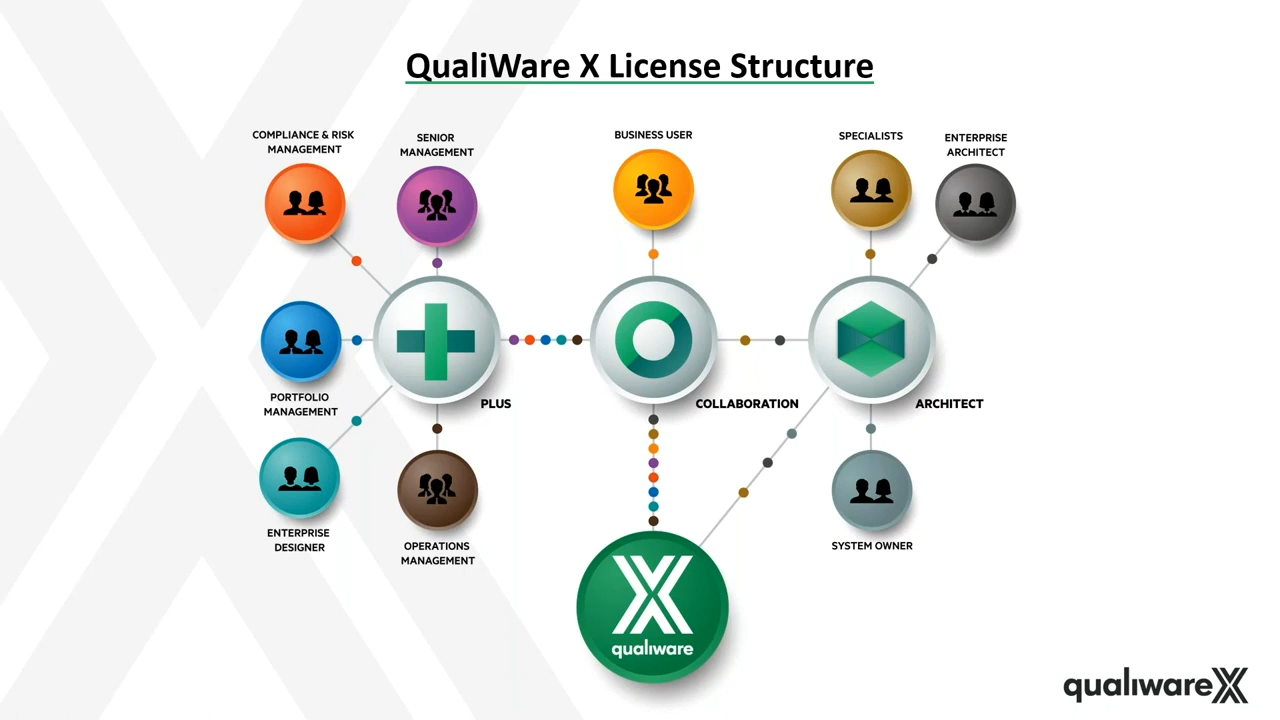 QualiWare X License Structure
COMPLIANCE & RISK
MANAGEMENT
SENIOR
MANAGEMENT
BUSINESS USER
SPECIALISTS
ENTERPRISE
ARCHITECT
PORTFOLIO
MANAGEMENT
PLUS
COLLABORATION
ARCHITECT
ENTERPRISE
DESIGNER
OPERATIONS
MANAGEMENT
SYSTEM OWNER
X
qualiware
qualiware X